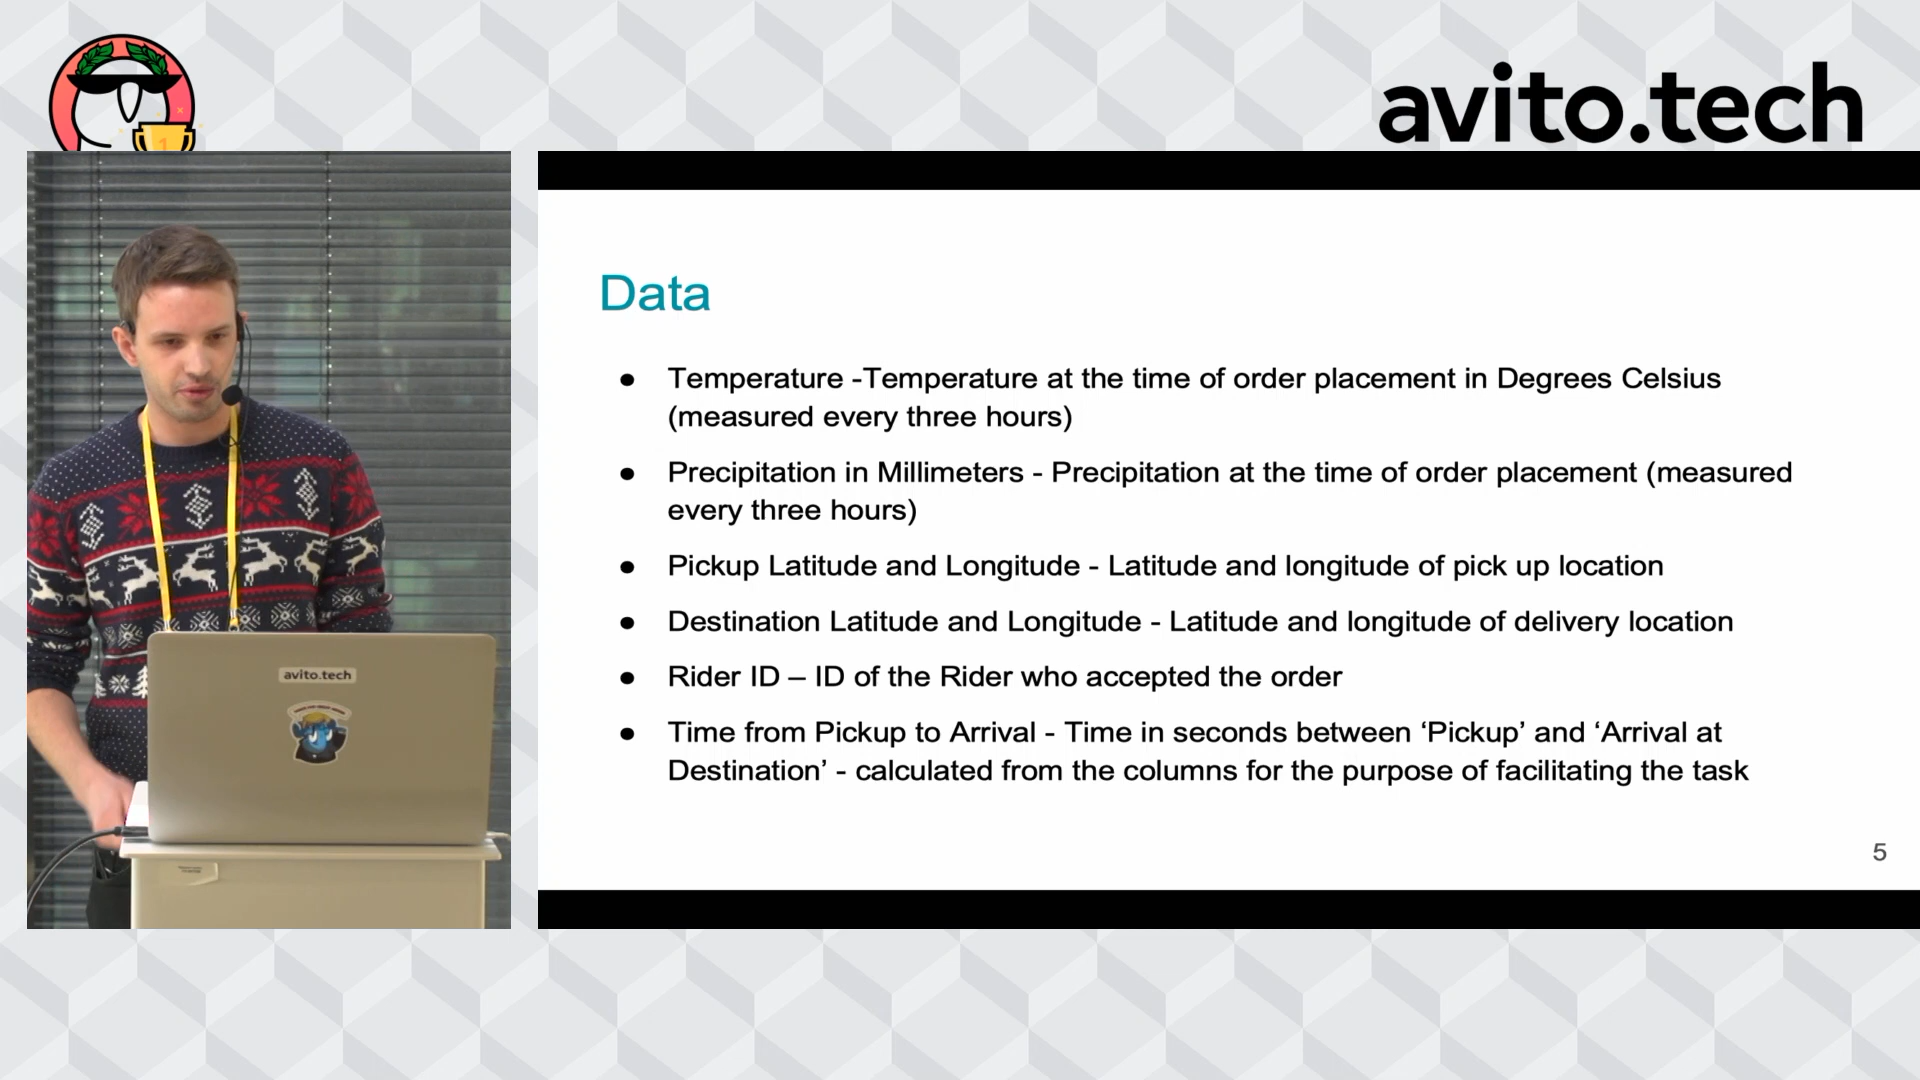 avito.tech
1
Data
● Temperature -Temperature at the time of order placement in Degrees Celsius
(measured every three hours)
● Precipitation in Millimeters - Precipitation at the time of order placement (measured
every three hours)
● Pickup Latitude and Longitude - Latitude and longitude of pick up location
● Destination Latitude and Longitude - Latitude and longitude of delivery location
● Rider ID – ID of the Rider who accepted the order
● Time from Pickup to Arrival - Time in seconds between ‘Pickup’ and ‘Arrival at
Destination’ - calculated from the columns for the purpose of facilitating the task
5
avito.tech